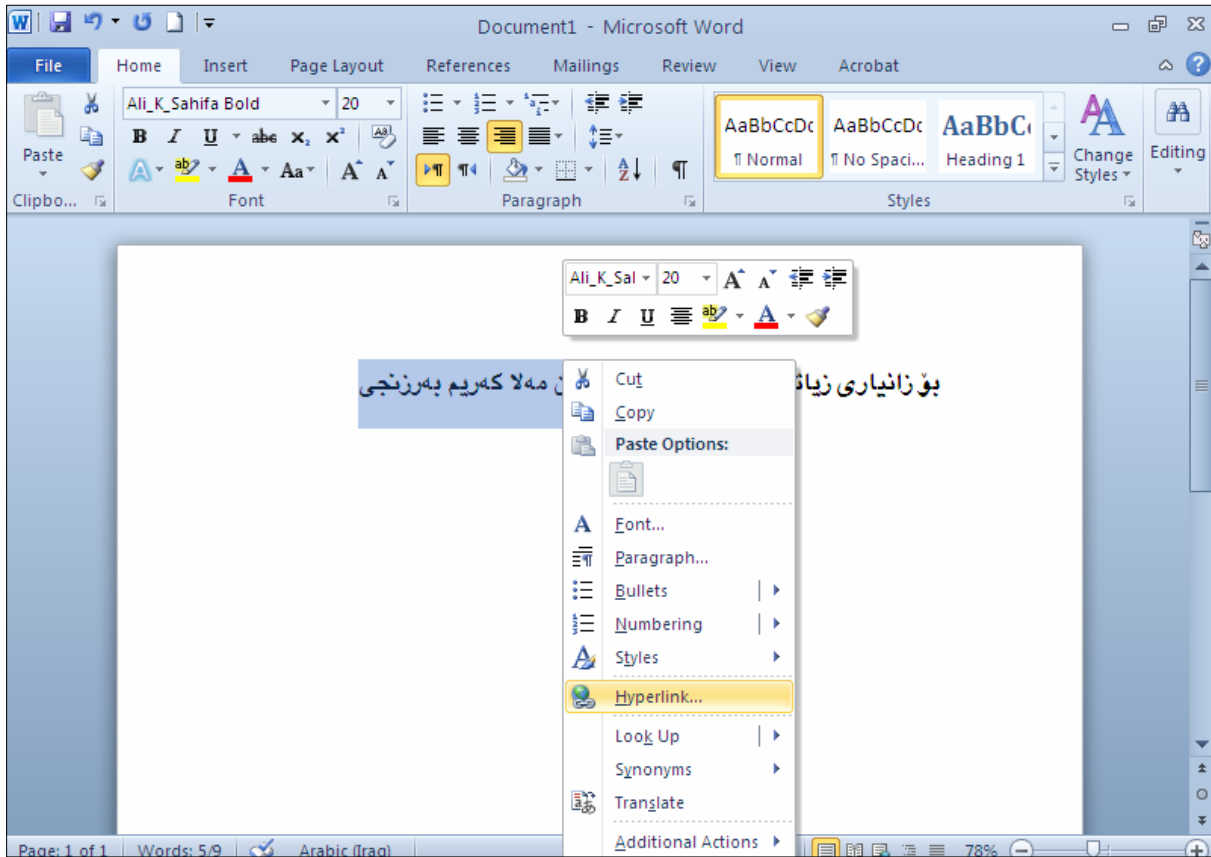 Document1 - Microsoft Word
File Home Insert Page Layout References Mailings Review View Acrobat
Ali_K_Sahifa Bold 20
Paste
Clipbo... Font Paragraph Styles
AaBbCcDc AaBbCcDc AaBbC
¶ Normal ¶ No Spaci... Heading 1
Change Styles
Editing
Ali_K_Sal 20
بۆ زانیاری مەلا کەریم بەرزنجی
Cut
Copy
Paste Options:
Font...
Paragraph...
Bullets
Numbering
Styles
Hyperlink...
Look Up
Synonyms
Translate
Additional Actions
Page: 1 of 1 Words: 5/9 Arabic (Iraq) 78%